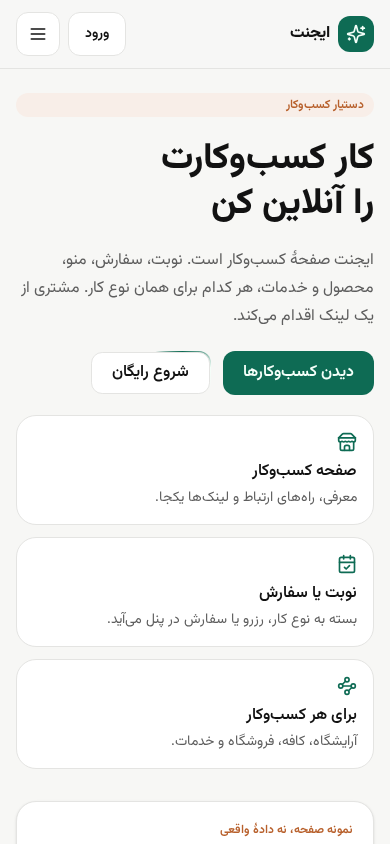 ایجنت
ورود
دستیار کسب‌وکار
کار کسب‌وکارت
را آنلاین کن
ایجنت صفحهٔ کسب‌وکار است. نوبت، سفارش، منو،
محصول و خدمات، هر کدام برای همان نوع کار. مشتری از
یک لینک اقدام می‌کند.
دیدن کسب‌وکارها
شروع رایگان
صفحه کسب‌وکار
معرفی، راه‌های ارتباط و لینک‌ها یکجا.
نوبت یا سفارش
بسته به نوع کار، رزرو یا سفارش در پنل می‌آید.
برای هر کسب‌وکار
آرایشگاه، کافه، فروشگاه و خدمات.
نمونه صفحه، نه دادهٔ واقعی